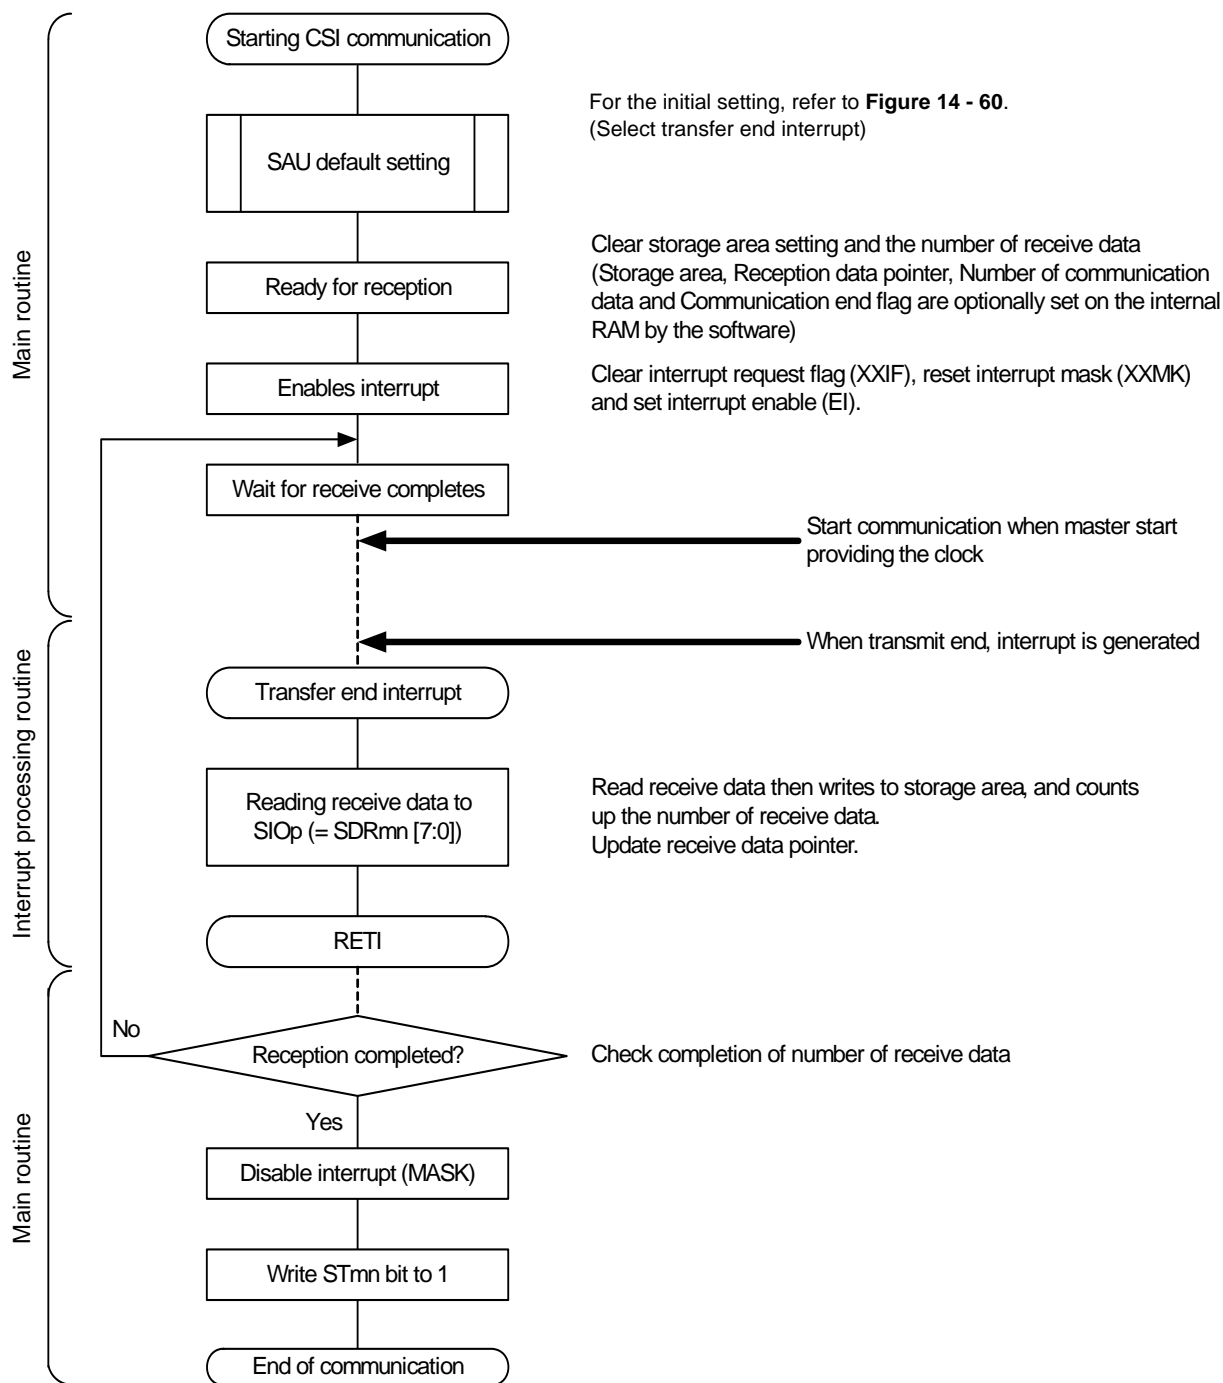 Starting CSI communication
For the initial setting, refer to Figure 14 - 60.
(Select transfer end interrupt)
SAU default setting
Main routine
Clear storage area setting and the number of receive data
(Storage area, Reception data pointer, Number of communication
data and Communication end flag are optionally set on the internal
RAM by the software)
Ready for reception
Clear interrupt request flag (XXIF), reset interrupt mask (XXMK)
and set interrupt enable (EI).
Enables interrupt
Wait for receive completes
Start communication when master start
providing the clock
When transmit end, interrupt is generated
Interrupt processing routine
Transfer end interrupt
Reading receive data to
SIOp (= SDRmn [7:0])
Read receive data then writes to storage area, and counts
up the number of receive data.
Update receive data pointer.
RETI
No
Reception completed?
Check completion of number of receive data
Yes
Main routine
Disable interrupt (MASK)
Write STmn bit to 1
End of communication